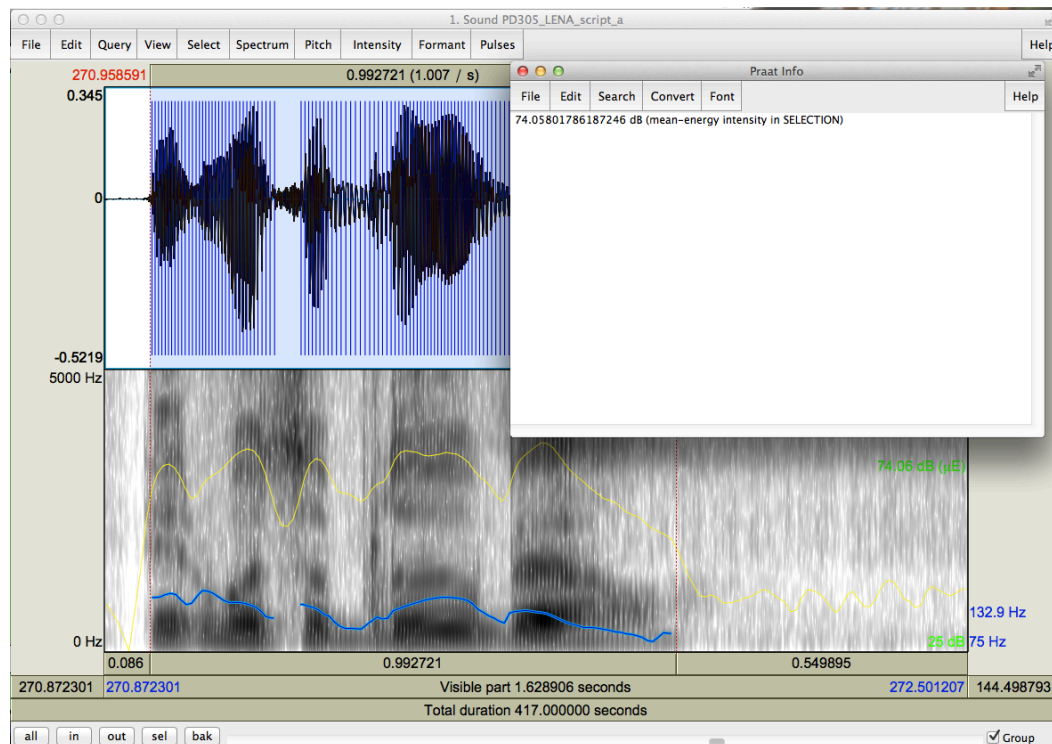 1. Sound PD305_LENA_script_a
File Edit Query View Select Spectrum Pitch Intensity Formant Pulses Help
270.958591 0.992721 (1.007 / s)
Praat Info
File Edit Search Convert Font Help
74.05801786187246 dB (mean-energy intensity in SELECTION)
0.345
0
-0.5219
5000 Hz
74.06 dB (µE)
132.9 Hz
0 Hz 25 dB 75 Hz
0.086 0.992721 0.549895
270.872301 270.872301 Visible part 1.628906 seconds 272.501207 144.498793
Total duration 417.000000 seconds
all in out sel bak Group